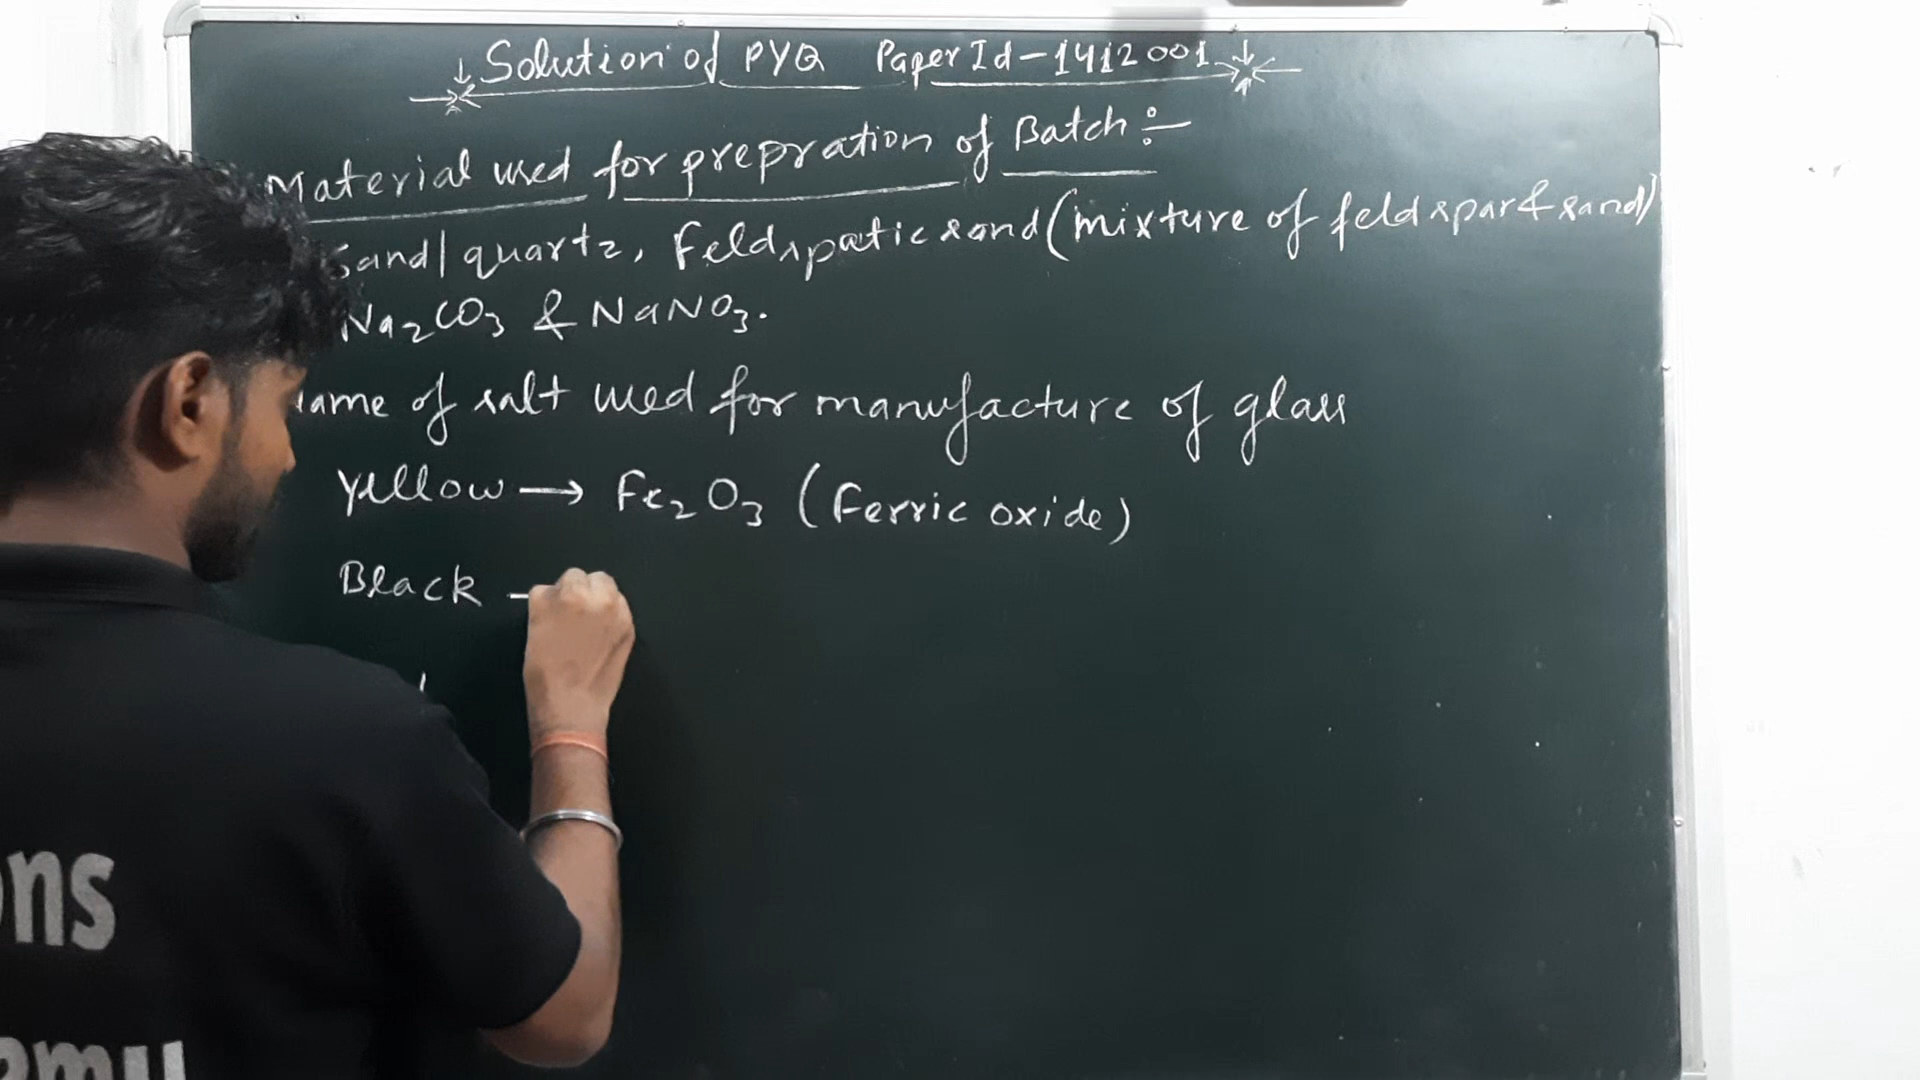 Solution of PYQ Paper Id-1412001
Material used for prepration of Batch :-
Sand/quartz, Feldspatic sand (mixture of feldspar & sand)
Na₂CO₃ & NaNO₃.
Name of salt used for manufacture of glass
Yellow → Fe₂O₃ (Ferric oxide)
Black -
ns